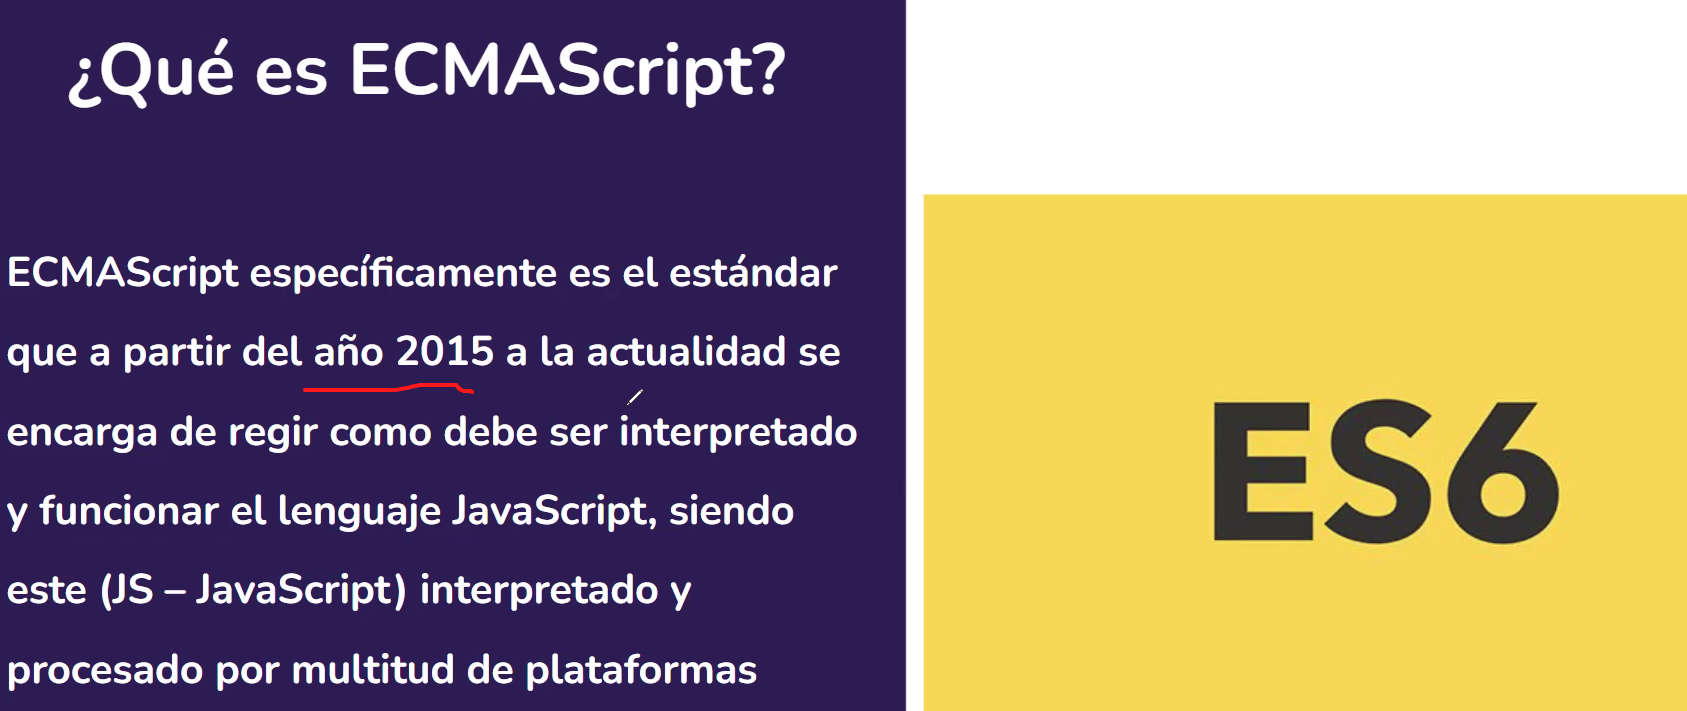 ¿Qué es ECMAScript?
ECMAScript específicamente es el estándar
que a partir del año 2015 a la actualidad se
encarga de regir como debe ser interpretado
y funcionar el lenguaje JavaScript, siendo
este (JS – JavaScript) interpretado y
procesado por multitud de plataformas
ES6